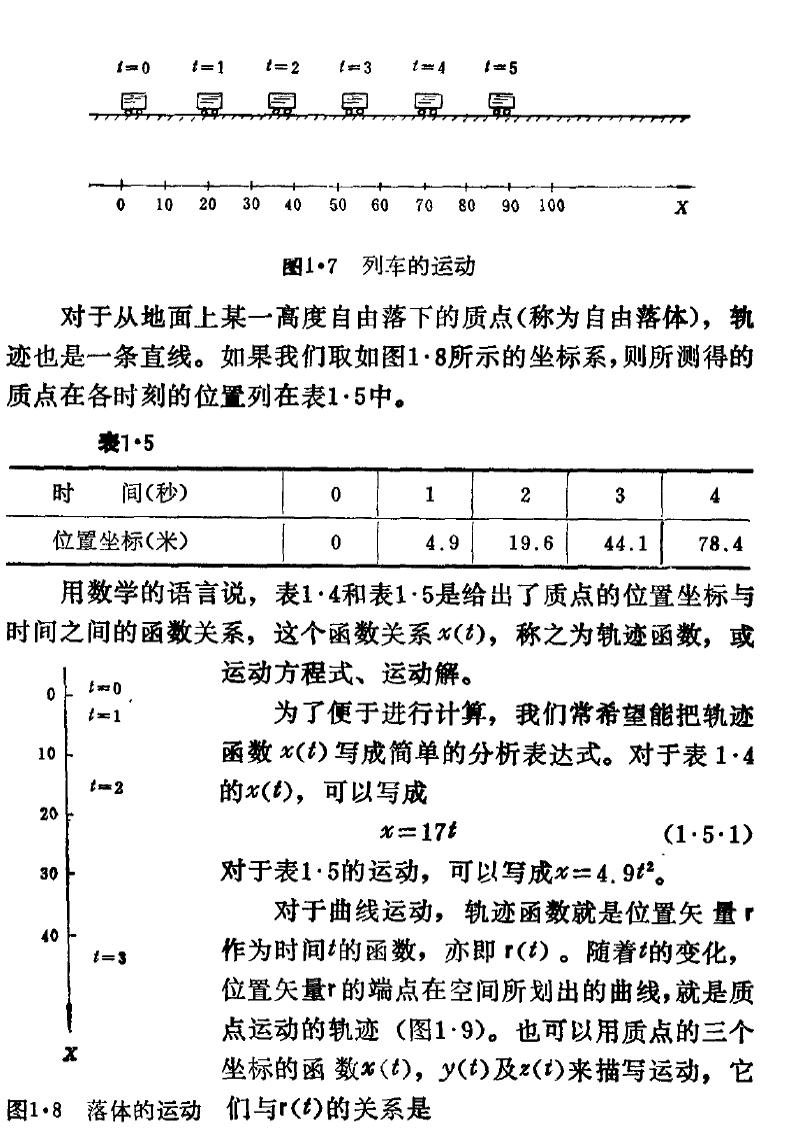 t=0 t=1 t=2 t=3 t=4 t=5
0 10 20 30 40 50 60 70 80 90 100 X
图1·7 列车的运动
对于从地面上某一高度自由落下的质点(称为自由落体)，轨
迹也是一条直线。如果我们取如图1·8所示的坐标系，则所测得的
质点在各时刻的位置列在表1·5中。
表1·5
时 间(秒) 0 1 2 3 4
位置坐标(米) 0 4.9 19.6 44.1 78.4
用数学的语言说，表1·4和表1·5是给出了质点的位置坐标与
时间之间的函数关系，这个函数关系x(t)，称之为轨迹函数，或
运动方程式、运动解。
为了便于进行计算，我们常希望能把轨迹
函数x(t)写成简单的分析表达式。对于表1·4
的x(t)，可以写成
x=17t (1·5·1)
对于表1·5的运动，可以写成x=4.9t²。
对于曲线运动，轨迹函数就是位置矢量r
作为时间t的函数，亦即r(t)。随着t的变化，
位置矢量r的端点在空间所划出的曲线，就是质
点运动的轨迹（图1·9）。也可以用质点的三个
坐标的函数x(t)，y(t)及z(t)来描写运动，它
们与r(t)的关系是
0 t=0
t=1
10
t=2
20
30
40
t=3
X
图1·8 落体的运动